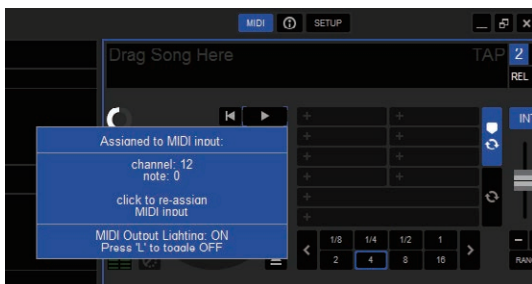 MIDI SETUP
Drag Song Here TAP 2
REL
Assigned to MIDI input:
channel: 12
note: 0
click to re-assign
MIDI input
MIDI Output Lighting: ON
Press 'L' to toggle OFF
1/8 1/4 1/2 1
2 4 8 16